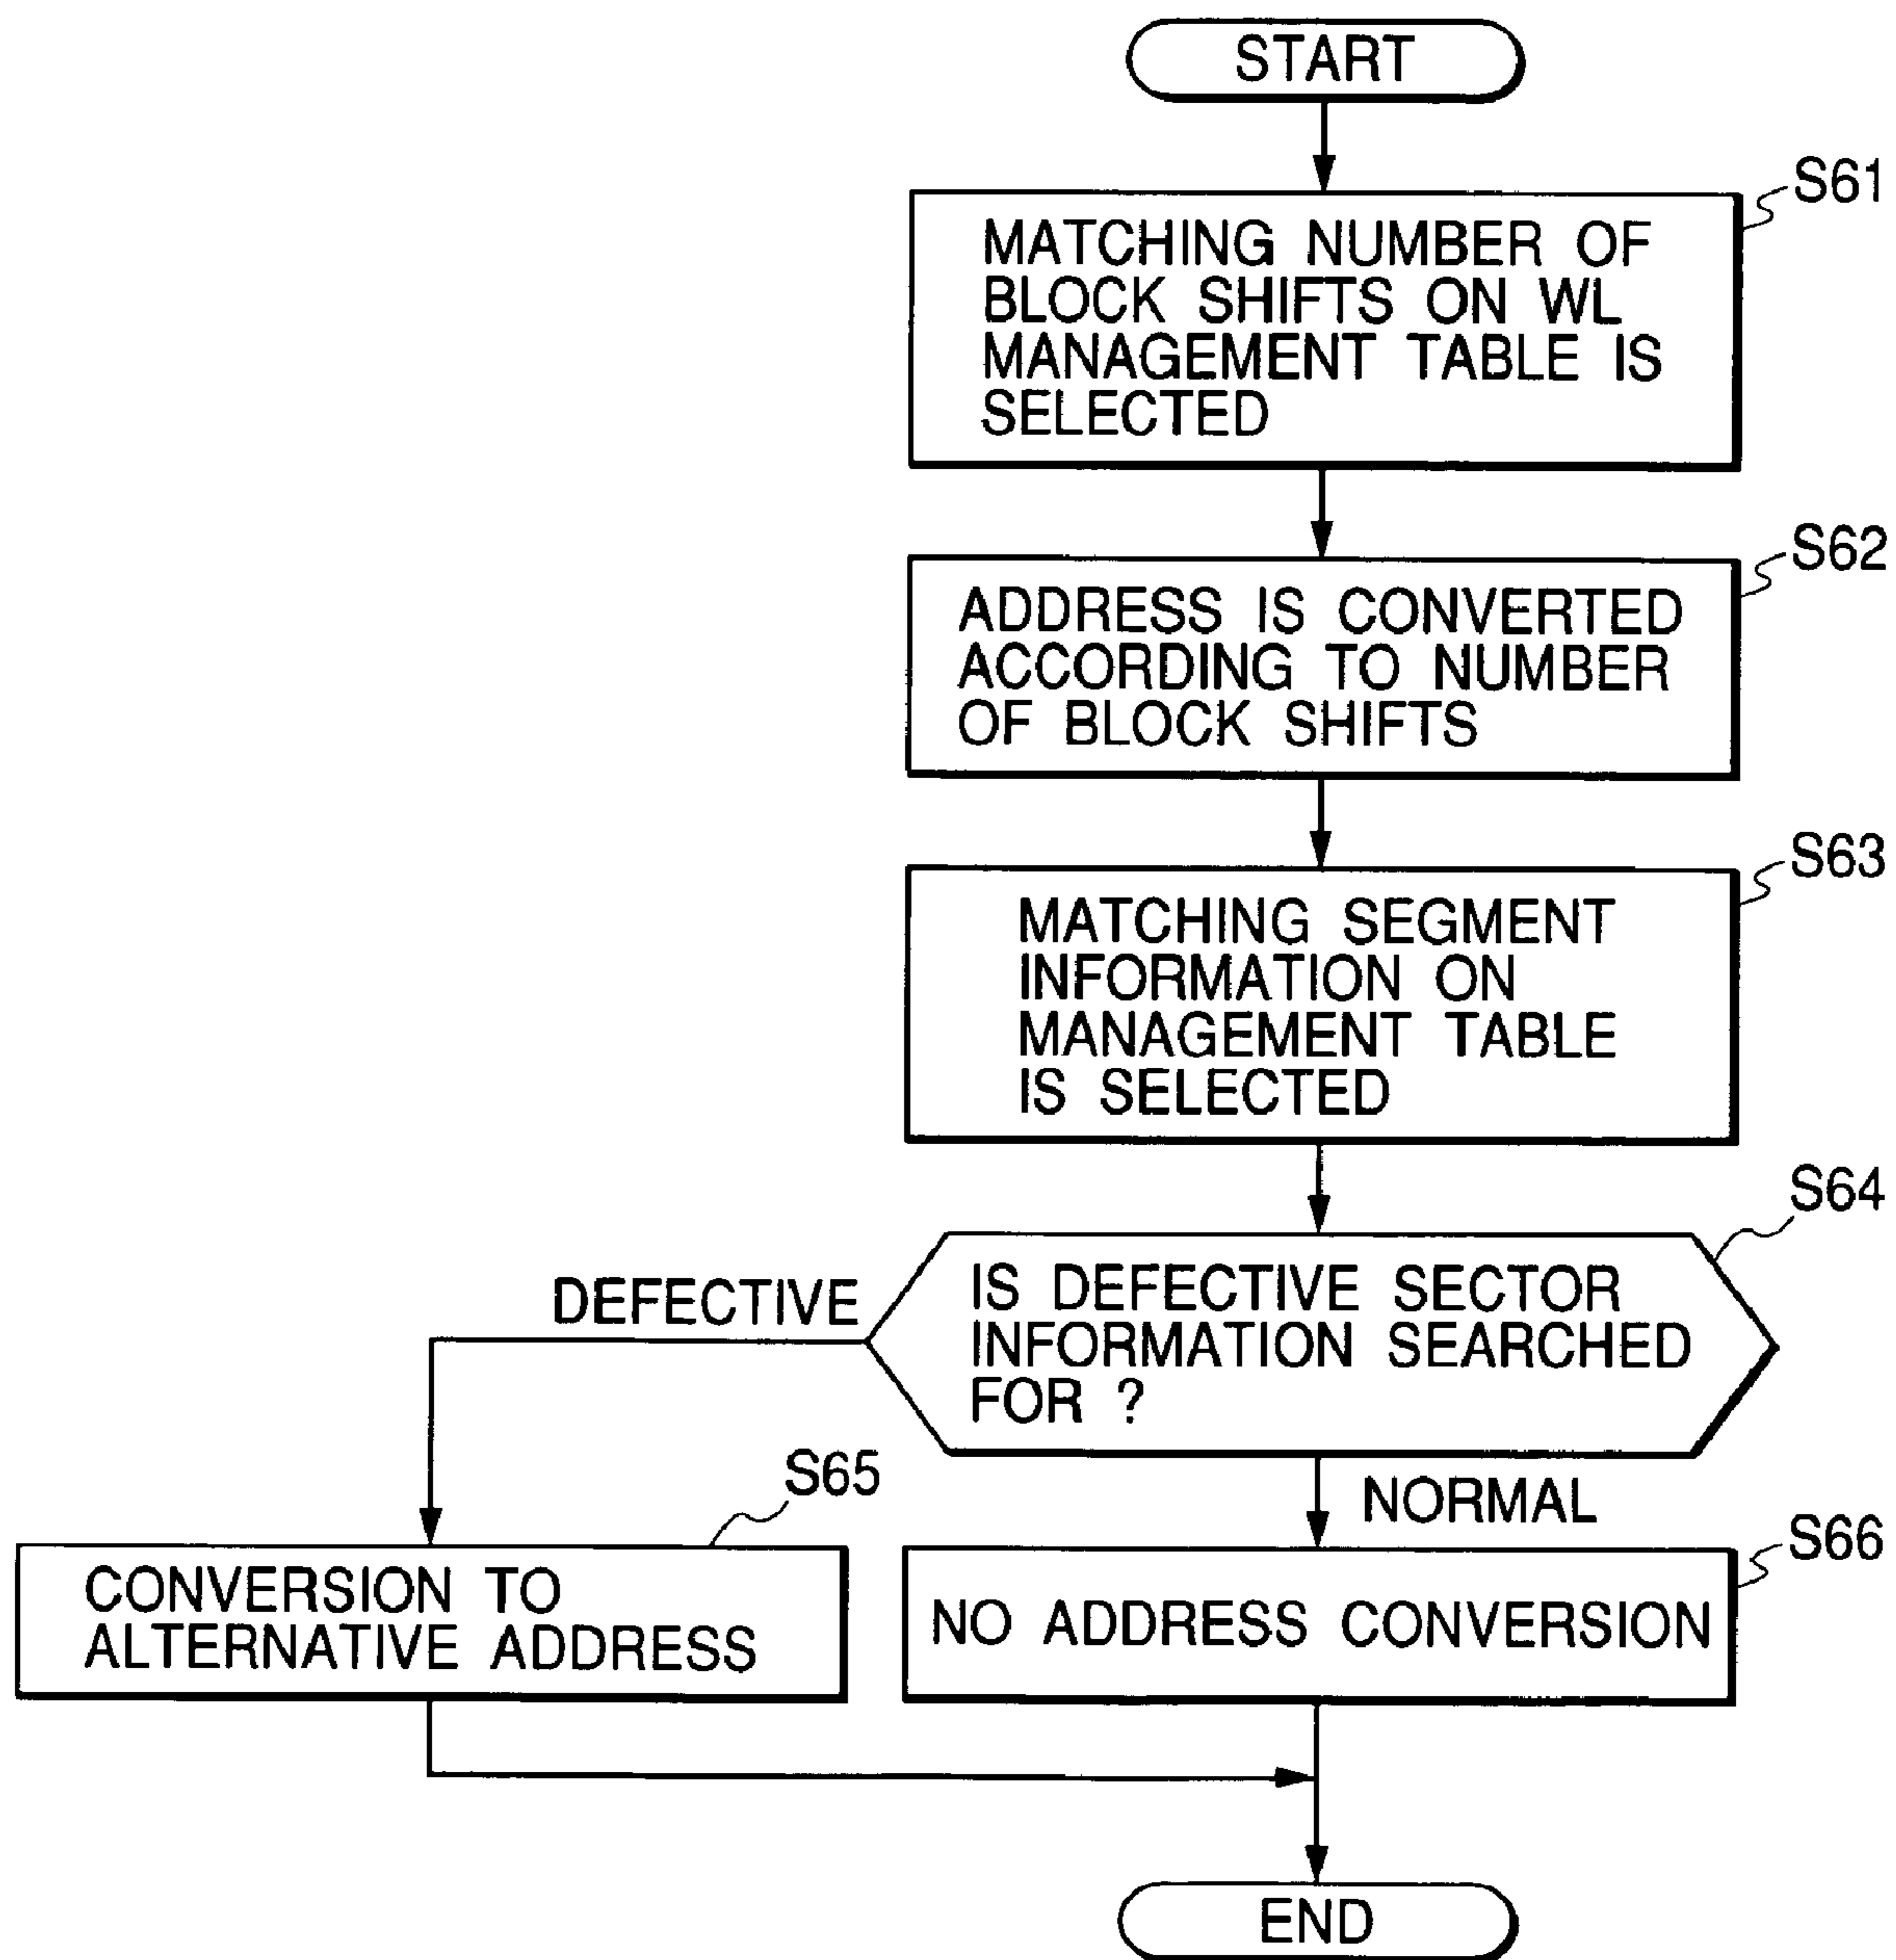 START
S61
MATCHING NUMBER OF
BLOCK SHIFTS ON WL
MANAGEMENT TABLE IS
SELECTED
S62
ADDRESS IS CONVERTED
ACCORDING TO NUMBER
OF BLOCK SHIFTS
S63
MATCHING SEGMENT
INFORMATION ON
MANAGEMENT TABLE
IS SELECTED
S64
IS DEFECTIVE SECTOR
INFORMATION SEARCHED
FOR ?
DEFECTIVE
NORMAL
S65
CONVERSION TO
ALTERNATIVE ADDRESS
S66
NO ADDRESS CONVERSION
END